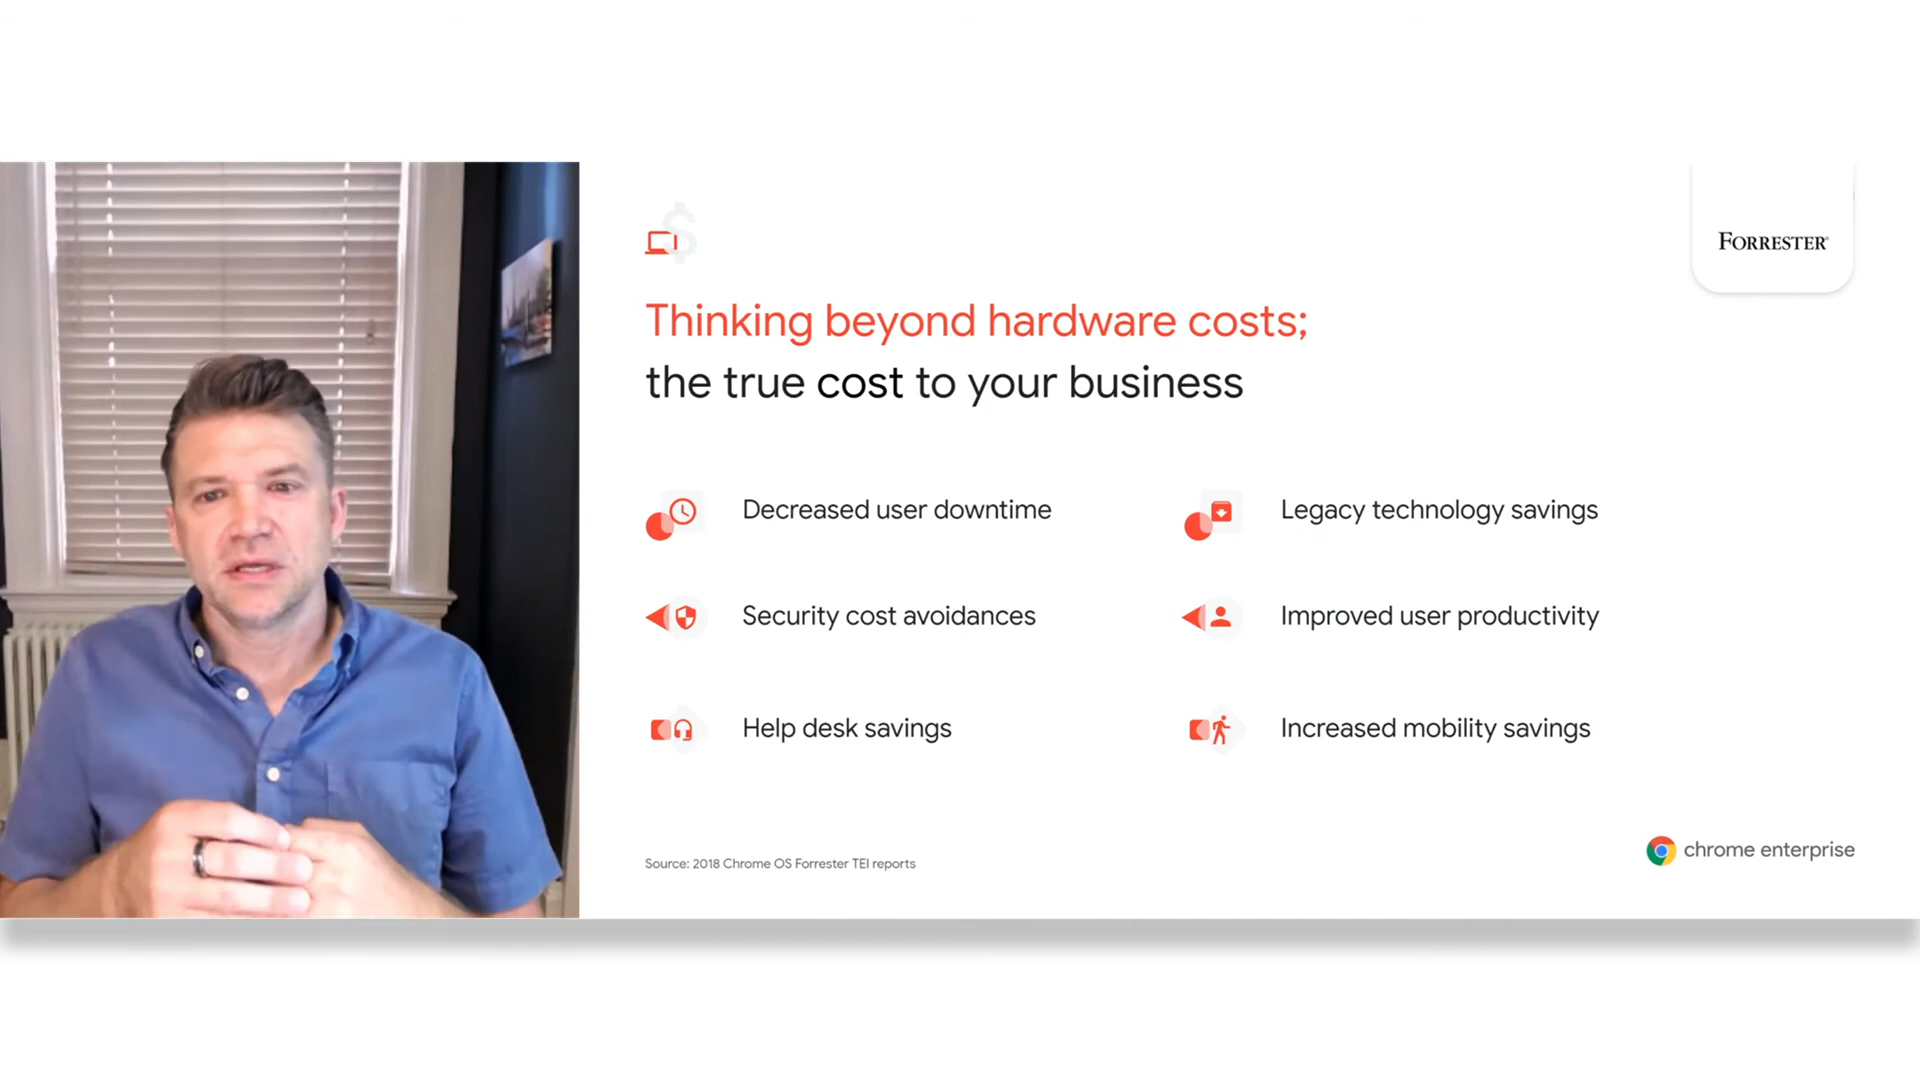 FORRESTER
Thinking beyond hardware costs;
the true cost to your business
Decreased user downtime
Legacy technology savings
Security cost avoidances
Improved user productivity
Help desk savings
Increased mobility savings
Source: 2018 Chrome OS Forrester TEI reports
chrome enterprise